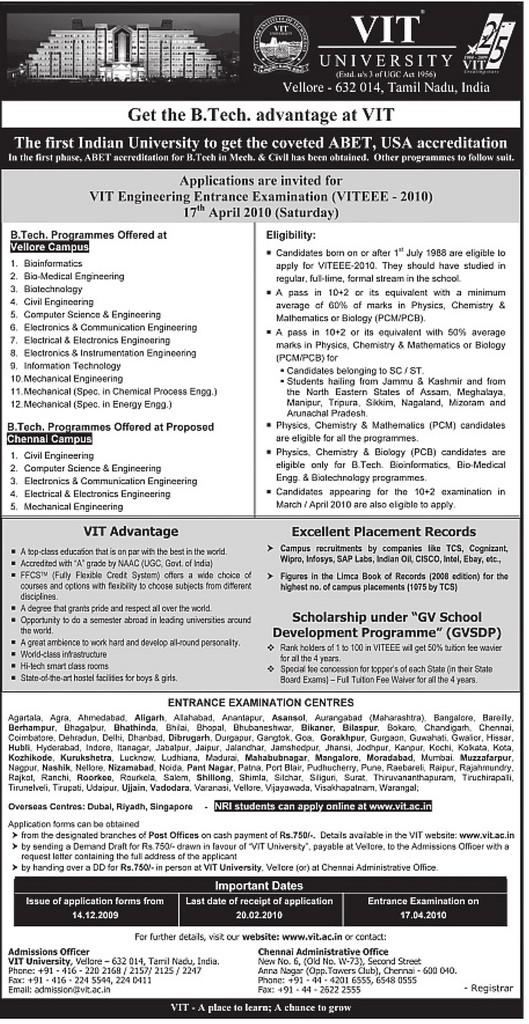 VIT
UNIVERSITY
(Estd. u/s 3 of UGC Act 1956)
Vellore - 632 014, Tamil Nadu, India
VIT
25
VIT
Get the B.Tech. advantage at VIT
The first Indian University to get the coveted ABET, USA accreditation
In the first phase, ABET accreditation for B.Tech in Mech. & Civil has been obtained. Other programmes to follow suit.
Applications are invited for
VIT Engineering Entrance Examination (VITEEE - 2010)
17th April 2010 (Saturday)
B.Tech. Programmes Offered at
Vellore Campus
1. Bioinformatics
2. Bio-Medical Engineering
3. Biotechnology
4. Civil Engineering
5. Computer Science & Engineering
6. Electronics & Communication Engineering
7. Electrical & Electronics Engineering
8. Electronics & Instrumentation Engineering
9. Information Technology
10.Mechanical Engineering
11.Mechanical (Spec. in Chemical Process Engg.)
12.Mechanical (Spec. in Energy Engg.)
B.Tech. Programmes Offered at Proposed
Chennai Campus
1. Civil Engineering
2. Computer Science & Engineering
3. Electronics & Communication Engineering
4. Electrical & Electronics Engineering
5. Mechanical Engineering
Eligibility:
▪ Candidates born on or after 1st July 1988 are eligible to
apply for VITEEE-2010. They should have studied in
regular, full-time, formal stream in the school.
▪ A pass in 10+2 or its equivalent with a minimum
average of 60% of marks in Physics, Chemistry &
Mathematics or Biology (PCM/PCB).
▪ A pass in 10+2 or its equivalent with 50% average
marks in Physics, Chemistry & Mathematics or Biology
(PCM/PCB) for
▪ Candidates belonging to SC / ST.
▪ Students hailing from Jammu & Kashmir and from
the North Eastern States of Assam, Meghalaya,
Manipur, Tripura, Sikkim, Nagaland, Mizoram and
Arunachal Pradesh.
▪ Physics, Chemistry & Mathematics (PCM) candidates
are eligible for all the programmes.
▪ Physics, Chemistry & Biology (PCB) candidates are
eligible only for B.Tech. Bioinformatics, Bio-Medical
Engg. & Biotechnology programmes.
▪ Candidates appearing for the 10+2 examination in
March / April 2010 are also eligible to apply.
VIT Advantage
▪ A top-class education that is on par with the best in the world.
▪ Accredited with "A" grade by NAAC (UGC, Govt. of India)
▪ FFCS™ (Fully Flexible Credit System) offers a wide choice of
courses and options with flexibility to choose subjects from different
disciplines.
▪ A degree that grants pride and respect all over the world.
▪ Opportunity to do a semester abroad in leading universities around
the world.
▪ A great ambience to work hard and develop all-round personality.
▪ World-class infrastructure
▪ Hi-tech smart class rooms
▪ State-of-the-art hostel facilities for boys & girls.
Excellent Placement Records
➤ Campus recruitments by companies like TCS, Cognizant,
Wipro, Infosys, SAP Labs, Indian Oil, CISCO, Intel, Ebay, etc.,
➤ Figures in the Limca Book of Records (2008 edition) for the
highest no. of campus placements (1075 by TCS)
Scholarship under "GV School
Development Programme" (GVSDP)
❖ Rank holders of 1 to 100 in VITEEE will get 50% tuition fee wavier
for all the 4 years.
❖ Special fee concession for topper's of each State (in their State
Board Exams) – Full Tuition Fee Waiver for all the 4 years.
ENTRANCE EXAMINATION CENTRES
Agartala, Agra, Ahmedabad, Aligarh, Allahabad, Anantapur, Asansol, Aurangabad (Maharashtra), Bangalore, Bareilly,
Berhampur, Bhagalpur, Bhathinda, Bhilai, Bhopal, Bhubaneshwar, Bikaner, Bilaspur, Bokaro, Chandigarh, Chennai,
Coimbatore, Dehradun, Delhi, Dhanbad, Dibrugarh, Durgapur, Gangtok, Goa, Gorakhpur, Gurgaon, Guwahati, Gwalior, Hissar,
Hubli, Hyderabad, Indore, Itanagar, Jabalpur, Jaipur, Jalandhar, Jamshedpur, Jhansi, Jodhpur, Kanpur, Kochi, Kolkata, Kota,
Kozhikode, Kurukshetra, Lucknow, Ludhiana, Madurai, Mahabubnagar, Mangalore, Moradabad, Mumbai, Muzzafarpur,
Nagpur, Nashik, Nellore, Nizamabad, Noida, Pant Nagar, Patna, Port Blair, Pudhucherry, Pune, Raebareli, Raipur, Rajahmundry,
Rajkot, Ranchi, Roorkee, Rourkela, Salem, Shillong, Shimla, Silchar, Siliguri, Surat, Thiruvananthapuram, Tiruchirapalli,
Tirunelveli, Tirupati, Udaipur, Ujjain, Vadodara, Varanasi, Vellore, Vijayawada, Visakhapatnam, Warangal;
Overseas Centres: Dubai, Riyadh, Singapore - NRI students can apply online at www.vit.ac.in
Application forms can be obtained
➤ from the designated branches of Post Offices on cash payment of Rs.750/-. Details available in the VIT website: www.vit.ac.in
➤ by sending a Demand Draft for Rs.750/- drawn in favour of "VIT University", payable at Vellore, to the Admissions Officer with a
request letter containing the full address of the applicant
➤ by handing over a DD for Rs.750/- in person at VIT University, Vellore (or) at Chennai Administrative Office.
Important Dates
Issue of application forms from
14.12.2009
Last date of receipt of application
20.02.2010
Entrance Examination on
17.04.2010
For further details, visit our website: www.vit.ac.in or contact:
Admissions Officer
VIT University, Vellore – 632 014, Tamil Nadu, India.
Phone: +91 - 416 - 220 2168 / 2157/ 2125 / 2247
Fax: +91 - 416 - 224 5544, 224 0411
Email: admission@vit.ac.in
Chennai Administrative Office
New No. 6, (Old No. W-73), Second Street
Anna Nagar (Opp.Towers Club), Chennai - 600 040.
Phone: +91 - 44 - 4201 6555, 6548 0555
Fax: +91 - 44 - 2622 2555
- Registrar
VIT - A place to learn; A chance to grow